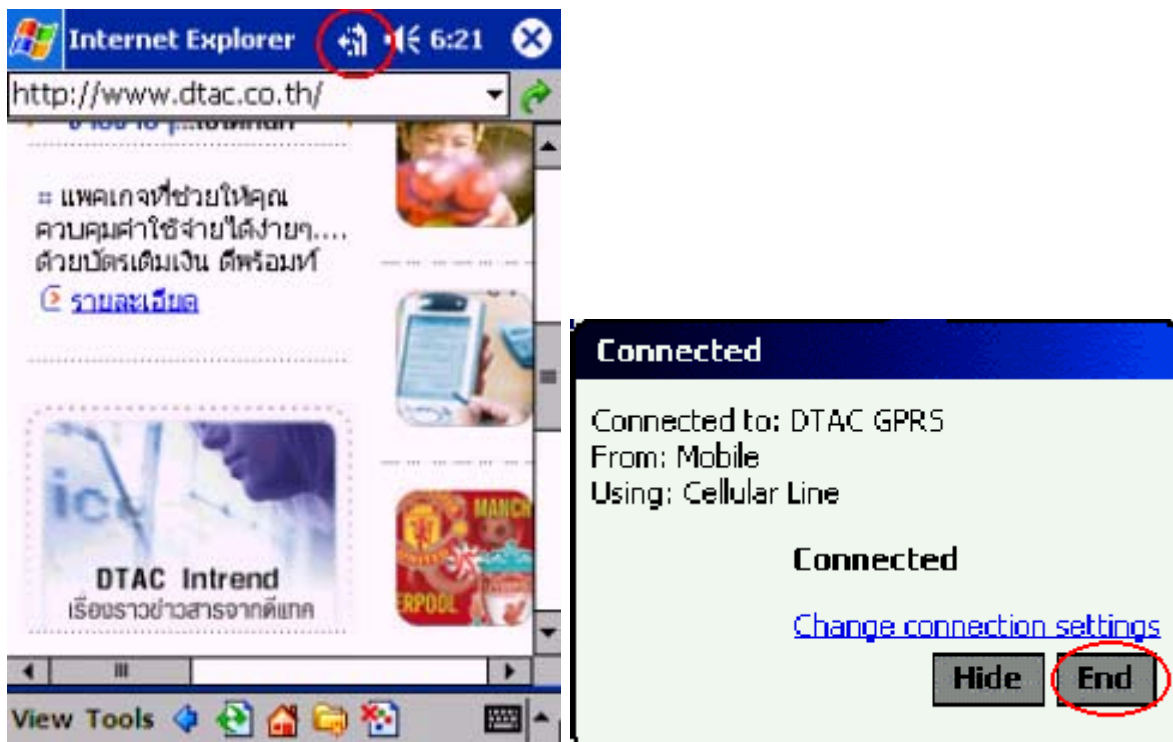 Internet Explorer 6:21
http://www.dtac.co.th/
:: แพคเกจที่ช่วยให้คุณ
ควบคุมค่าใช้จ่ายได้ง่ายๆ....
ด้วยบัตรเติมเงิน ดีพร้อมท์
รายละเอียด
icc
DTAC Intrend
เรื่องราวข่าวสารจากดีแทค
MANCH
UNITED
ERPOOL
View Tools
Connected
Connected to: DTAC GPRS
From: Mobile
Using: Cellular Line
Connected
Change connection settings
Hide End